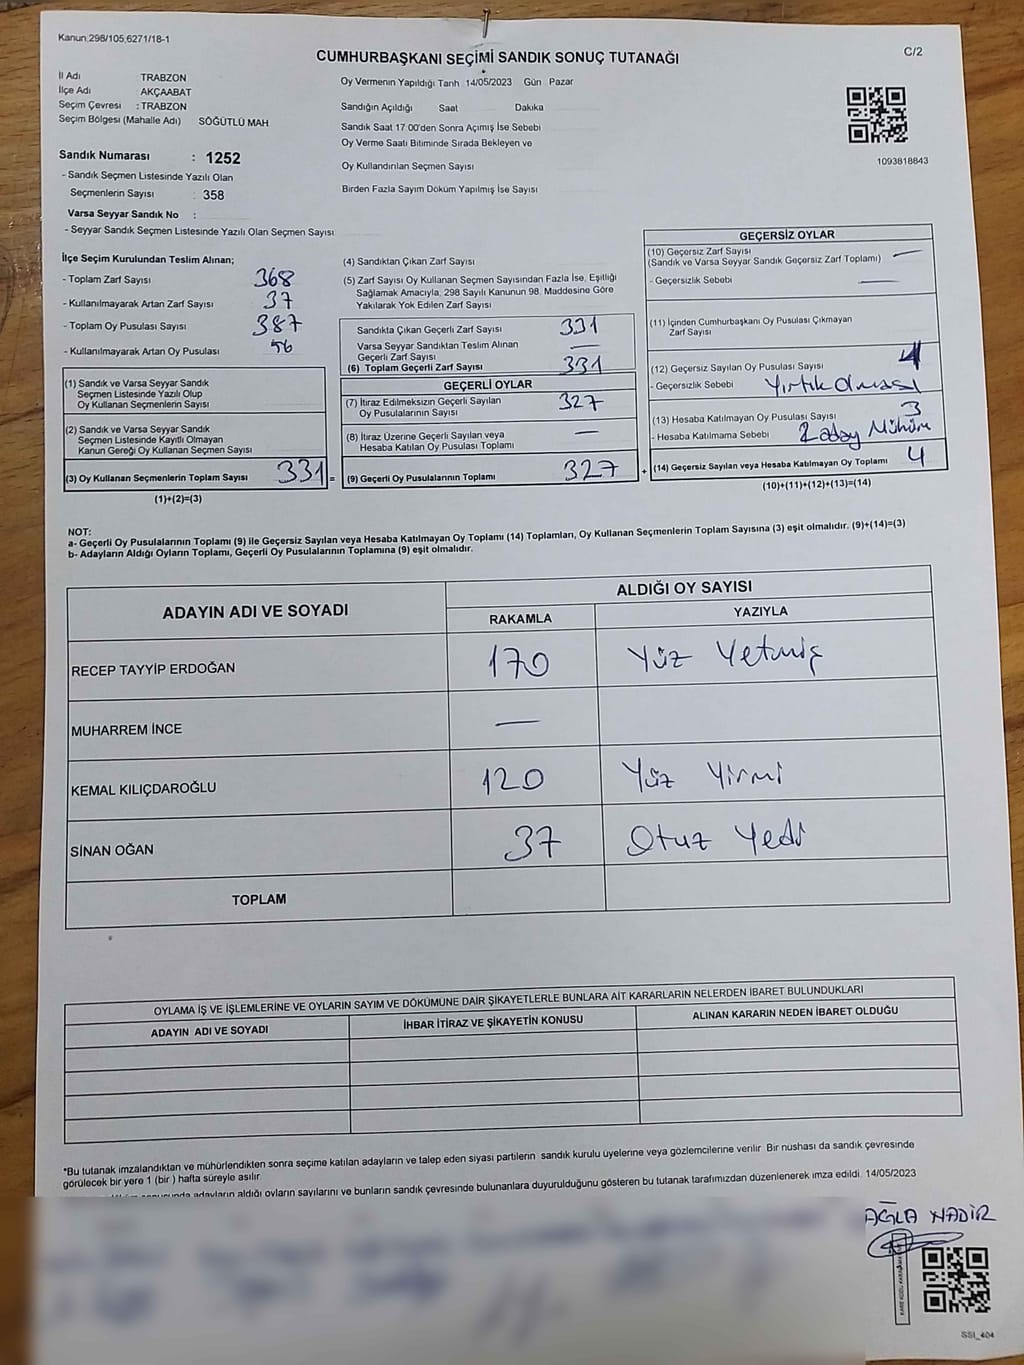 Kanun 298/105,6271/18-1
C/2
CUMHURBAŞKANI SEÇİMİ SANDIK SONUÇ TUTANAĞI
İl Adı TRABZON
İlçe Adı AKÇAABAT
Seçim Çevresi : TRABZON
Seçim Bölgesi (Mahalle Adı) SÖĞÜTLÜ MAH
Sandık Numarası : 1252
- Sandık Seçmen Listesinde Yazılı Olan
Seçmenlerin Sayısı : 358
Varsa Seyyar Sandık No :
- Seyyar Sandık Seçmen Listesinde Yazılı Olan Seçmen Sayısı
Oy Vermenin Yapıldığı Tarih 14/05/2023 Gün Pazar
Sandığın Açıldığı Saat Dakika
Sandık Saat 17 00'den Sonra Açımış İse Sebebi
Oy Verme Saati Bitiminde Sırada Bekleyen ve
Oy Kullandırılan Seçmen Sayısı
Birden Fazla Sayım Döküm Yapılmış İse Sayısı
1093818843
İlçe Seçim Kurulundan Teslim Alınan;
- Toplam Zarf Sayısı 368
- Kullanılmayarak Artan Zarf Sayısı 37
- Toplam Oy Pusulası Sayısı 387
- Kullanılmayarak Artan Oy Pusulası 56
(1) Sandık ve Varsa Seyyar Sandık
Seçmen Listesinde Yazılı Olup
Oy Kullanan Seçmenlerin Sayısı
(2) Sandık ve Varsa Seyyar Sandık
Seçmen Listesinde Kayıtlı Olmayan
Kanun Gereği Oy Kullanan Seçmen Sayısı
(3) Oy Kullanan Seçmenlerin Toplam Sayısı 331 =
(1)+(2)=(3)
(4) Sandıktan Çıkan Zarf Sayısı
(5) Zarf Sayısı Oy Kullanan Seçmen Sayısından Fazla İse, Eşitliği
Sağlamak Amacıyla, 298 Sayılı Kanunun 98. Maddesine Göre
Yakılarak Yok Edilen Zarf Sayısı
Sandıkta Çıkan Geçerli Zarf Sayısı 331
Varsa Seyyar Sandıktan Teslim Alınan
Geçerli Zarf Sayısı —
(6) Toplam Geçerli Zarf Sayısı 331
GEÇERLİ OYLAR
(7) İtiraz Edilmeksizin Geçerli Sayılan
Oy Pusulalarının Sayısı 327
(8) İtiraz Üzerine Geçerli Sayılan veya
Hesaba Katılan Oy Pusulası Toplamı —
(9) Geçerli Oy Pusulalarının Toplamı 327 +
GEÇERSİZ OYLAR
(10) Geçersiz Zarf Sayısı
(Sandık ve Varsa Seyyar Sandık Geçersiz Zarf Toplamı) —
- Geçersizlik Sebebi —
(11) İçinden Cumhurbaşkanı Oy Pusulası Çıkmayan
Zarf Sayısı
(12) Geçersiz Sayılan Oy Pusulası Sayısı
- Geçersizlik Sebebi Yırtık Olması
(13) Hesaba Katılmayan Oy Pusulası Sayısı 3
- Hesaba Katılmama Sebebi 2 aday Mühürü
(14) Geçersiz Sayılan veya Hesaba Katılmayan Oy Toplamı 4
(10)+(11)+(12)+(13)=(14)
NOT:
a- Geçerli Oy Pusulalarının Toplamı (9) ile Geçersiz Sayılan veya Hesaba Katılmayan Oy Toplamı (14) Toplamları, Oy Kullanan Seçmenlerin Toplam Sayısına (3) eşit olmalıdır. (9)+(14)=(3)
b- Adayların Aldığı Oyların Toplamı, Geçerli Oy Pusulalarının Toplamına (9) eşit olmalıdır.
ADAYIN ADI VE SOYADI
ALDIĞI OY SAYISI
RAKAMLA YAZIYLA
RECEP TAYYİP ERDOĞAN 170 Yüz Yetmiş
MUHARREM İNCE —
KEMAL KILIÇDAROĞLU 120 Yüz Yirmi
SİNAN OĞAN 37 Otuz Yedi
TOPLAM
OYLAMA İŞ VE İŞLEMLERİNE VE OYLARIN SAYIM VE DÖKÜMÜNE DAİR ŞİKAYETLERLE BUNLARA AİT KARARLARIN NELERDEN İBARET BULUNDUKLARI
ADAYIN ADI VE SOYADI İHBAR İTİRAZ VE ŞİKAYETİN KONUSU ALINAN KARARIN NEDEN İBARET OLDUĞU
*Bu tutanak imzalandıktan ve mühürlendikten sonra seçime katılan adayların ve talep eden siyasi partilerin sandık kurulu üyelerine veya gözlemcilerine verilir Bir nüshası da sandık çevresinde
görülecek bir yere 1 (bir ) hafta süreyle asılır
adayların aldığı oyların sayılarını ve bunların sandık çevresinde bulunanlara duyurulduğunu gösteren bu tutanak tarafımızdan düzenlenerek imza edildi. 14/05/2023
NADİR
SSİ_404